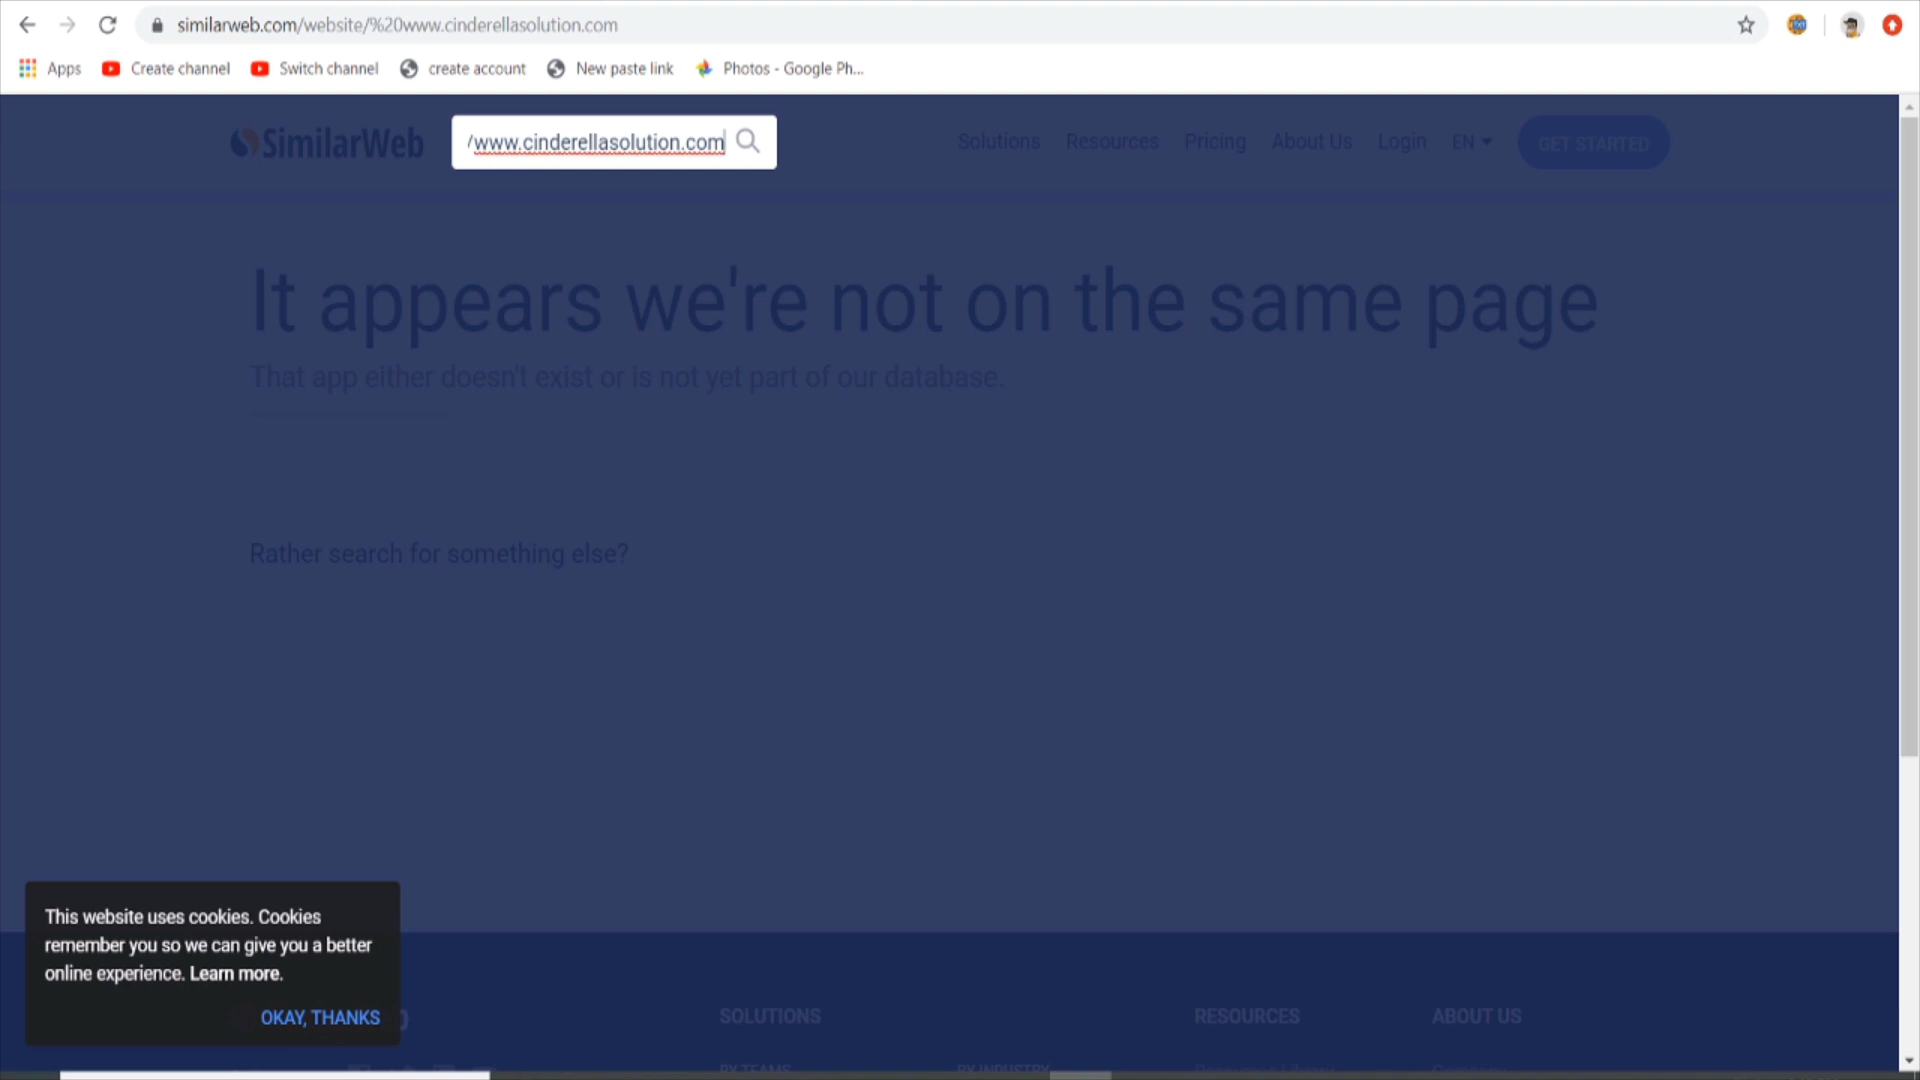 similarweb.com/website/%20www.cinderellasolution.com
Apps Create channel Switch channel create account New paste link Photos - Google Ph...
SimilarWeb /www.cinderellasolution.com Solutions Resources Pricing About Us Login EN GET STARTED
It appears we're not on the same page
That app either doesn't exist or is not yet part of our database.
Rather search for something else?
This website uses cookies. Cookies
remember you so we can give you a better
online experience. Learn more.
OKAY, THANKS
SOLUTIONS RESOURCES ABOUT US
BY TEAMS BY INDUSTRY